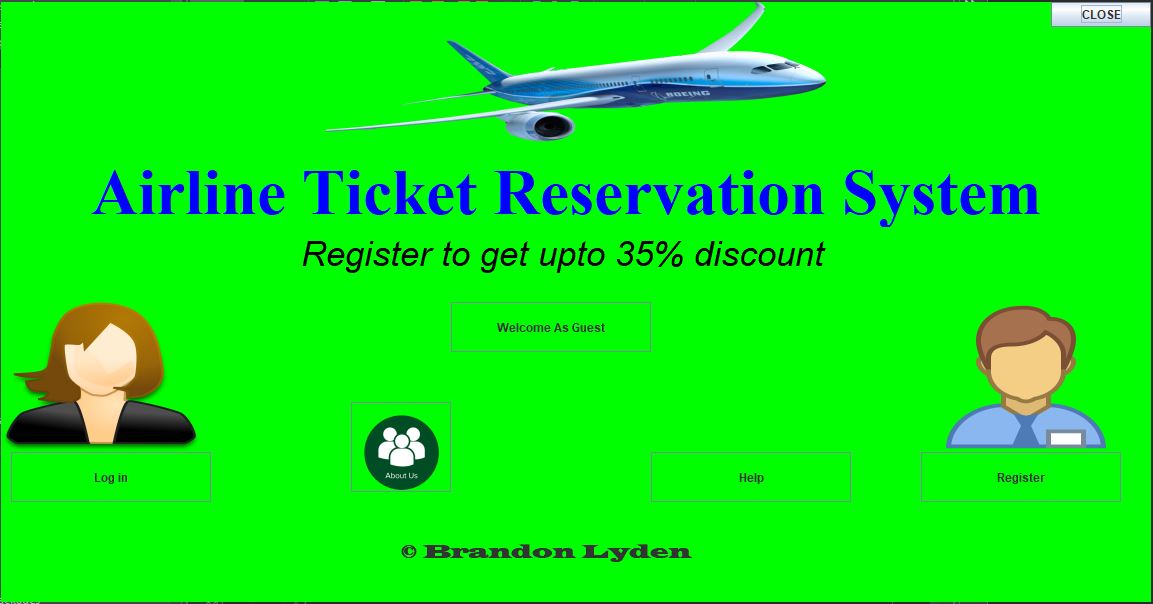 CLOSE
787
BOEING
Airline Ticket Reservation System
Register to get upto 35% discount
Welcome As Guest
About Us
Log in
Help
Register
© Brandon Lyden